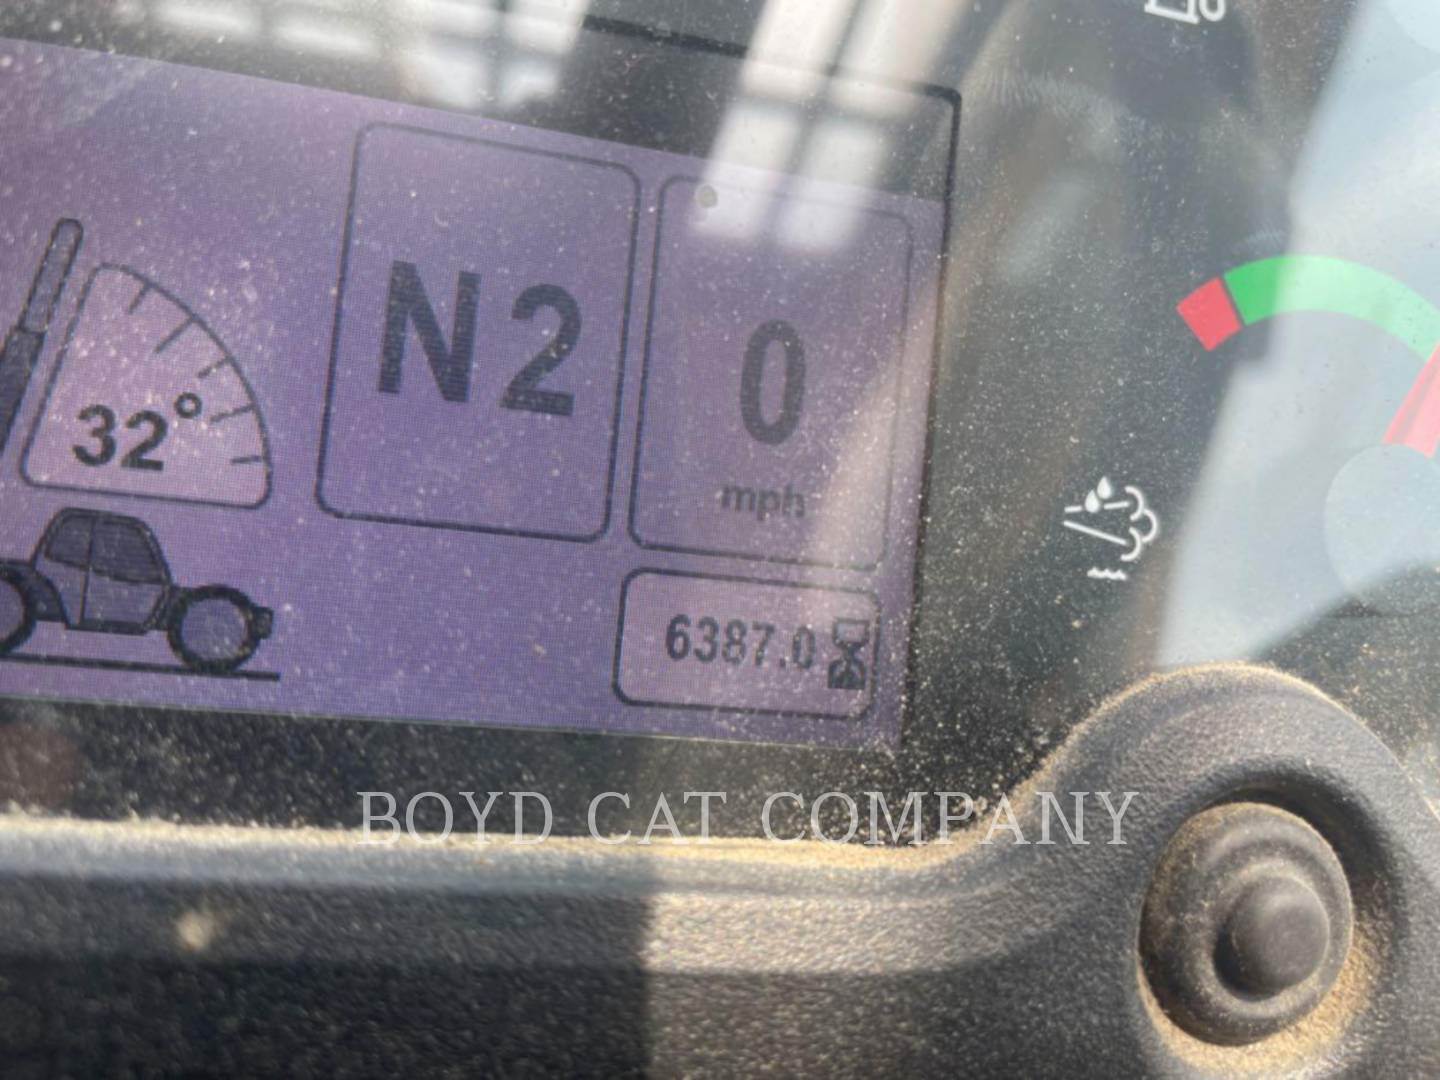 N2
0
mph
32°
6387.0
BOYD CAT COMPANY